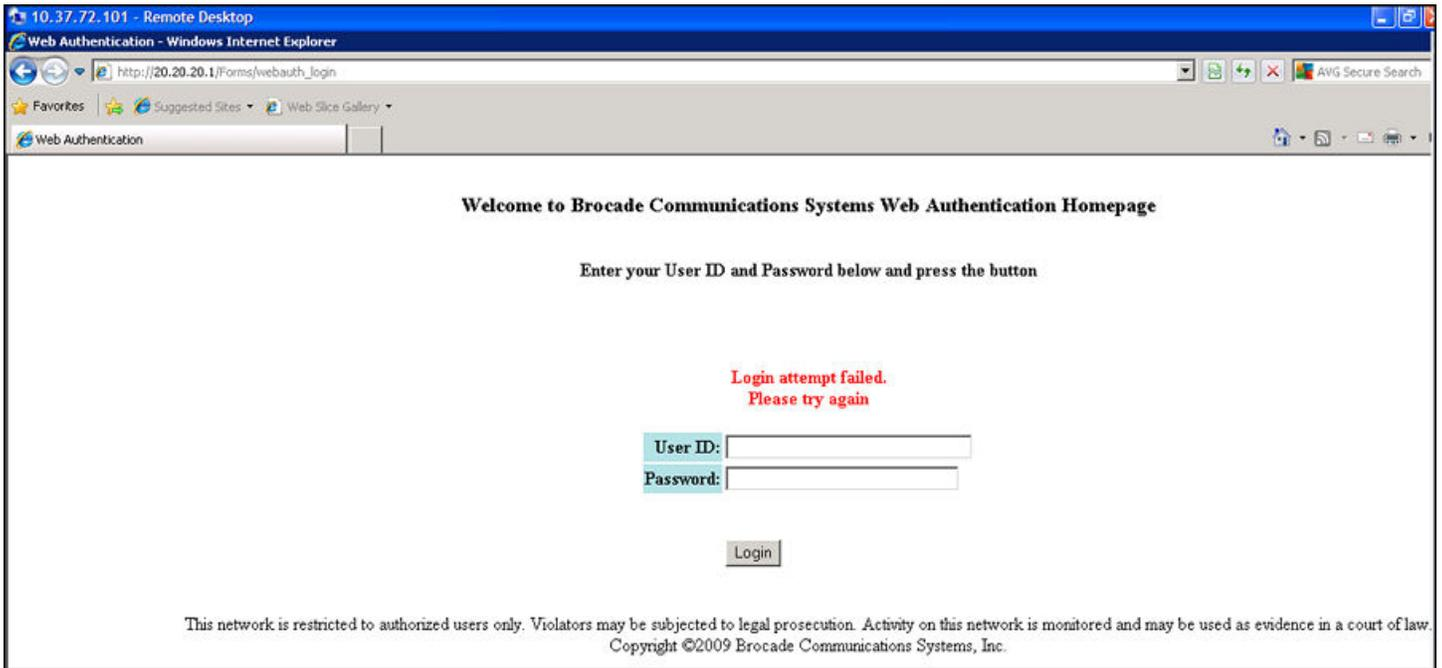 10.37.72.101 - Remote Desktop
Web Authentication - Windows Internet Explorer
http://20.20.20.1/Forms/webauth_login
AVG Secure Search
Favorites Suggested Sites Web Slice Gallery
Web Authentication
Welcome to Brocade Communications Systems Web Authentication Homepage
Enter your User ID and Password below and press the button
Login attempt failed.
Please try again
User ID:
Password:
Login
This network is restricted to authorized users only. Violators may be subjected to legal prosecution. Activity on this network is monitored and may be used as evidence in a court of law.
Copyright ©2009 Brocade Communications Systems, Inc.